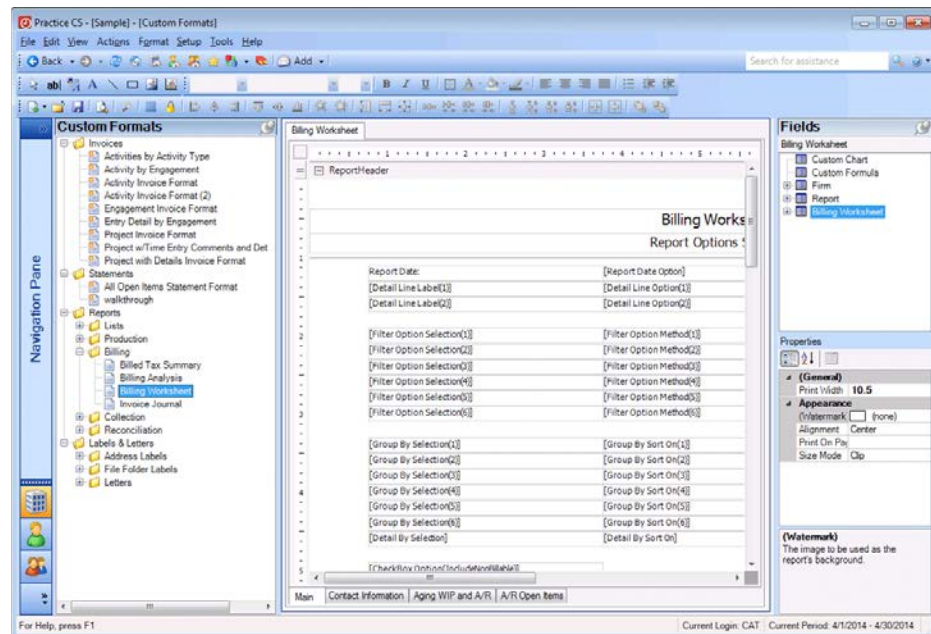 Practice CS - [Sample] - [Custom Formats]
File Edit View Actions Format Setup Tools Help
Back Add Search for assistance
abl A B I U A
Custom Formats
Invoices
Activities by Activity Type
Activity by Engagement
Activity Invoice Format
Activity Invoice Format (2)
Engagement Invoice Format
Entry Detail by Engagement
Project Invoice Format
Project w/Time Entry Comments and Det
Project with Details Invoice Format
Statements
All Open Items Statement Format
walkthrough
Reports
Lists
Production
Billing
Billed Tax Summary
Billing Analysis
Billing Worksheet
Invoice Journal
Collection
Reconciliation
Labels & Letters
Address Labels
File Folder Labels
Letters
Navigation Pane
Billing Worksheet
1 2 3 4 5
ReportHeader
Billing Works
Report Options S
Report Date: [Report Date Option]
[Detail Line Label(1)] [Detail Line Option(1)]
[Detail Line Label(2)] [Detail Line Option(2)]
[Filter Option Selection(1)] [Filter Option Method(1)]
[Filter Option Selection(2)] [Filter Option Method(2)]
[Filter Option Selection(3)] [Filter Option Method(3)]
[Filter Option Selection(4)] [Filter Option Method(4)]
[Filter Option Selection(5)] [Filter Option Method(5)]
[Filter Option Selection(6)] [Filter Option Method(6)]
[Group By Selection(1)] [Group By Sort On(1)]
[Group By Selection(2)] [Group By Sort On(2)]
[Group By Selection(3)] [Group By Sort On(3)]
[Group By Selection(4)] [Group By Sort On(4)]
[Group By Selection(5)] [Group By Sort On(5)]
[Group By Selection(6)] [Group By Sort On(6)]
[Detail By Selection] [Detail By Sort On]
[CheckBox Option(IncludeNonBillable)]
Main Contact Information Aging WIP and A/R A/R Open Items
Fields
Billing Worksheet
Custom Chart
Custom Formula
Firm
Report
Billing Worksheet
Properties
(General)
Print Width 10.5
Appearance
(Watermark (none)
Alignment Center
Print On Pag
Size Mode Clip
(Watermark)
The image to be used as the
report's background.
For Help, press F1 Current Login: CAT Current Period: 4/1/2014 - 4/30/2014